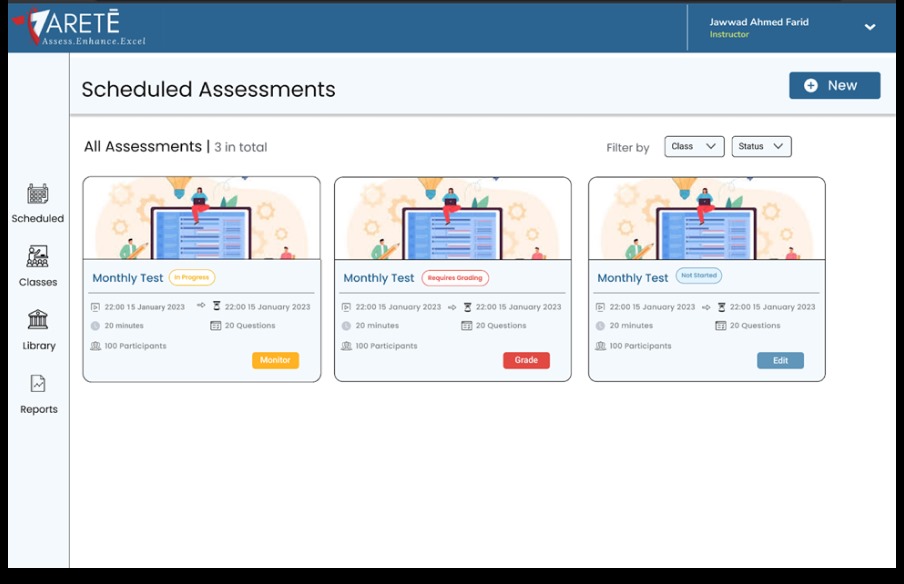 ARETĒ
Assess.Enhance.Excel
Jawwad Ahmed Farid
Instructor
Scheduled Assessments
New
All Assessments | 3 in total
Filter by
Class
Status
Scheduled
Classes
Library
Reports
Monthly Test
In Progress
22:00 15 January 2023
22:00 15 January 2023
20 minutes
20 Questions
100 Participants
Monitor
Monthly Test
Requires Grading
22:00 15 January 2023
22:00 15 January 2023
20 minutes
20 Questions
100 Participants
Grade
Monthly Test
Not Started
22:00 15 January 2023
22:00 15 January 2023
20 minutes
20 Questions
100 Participants
Edit